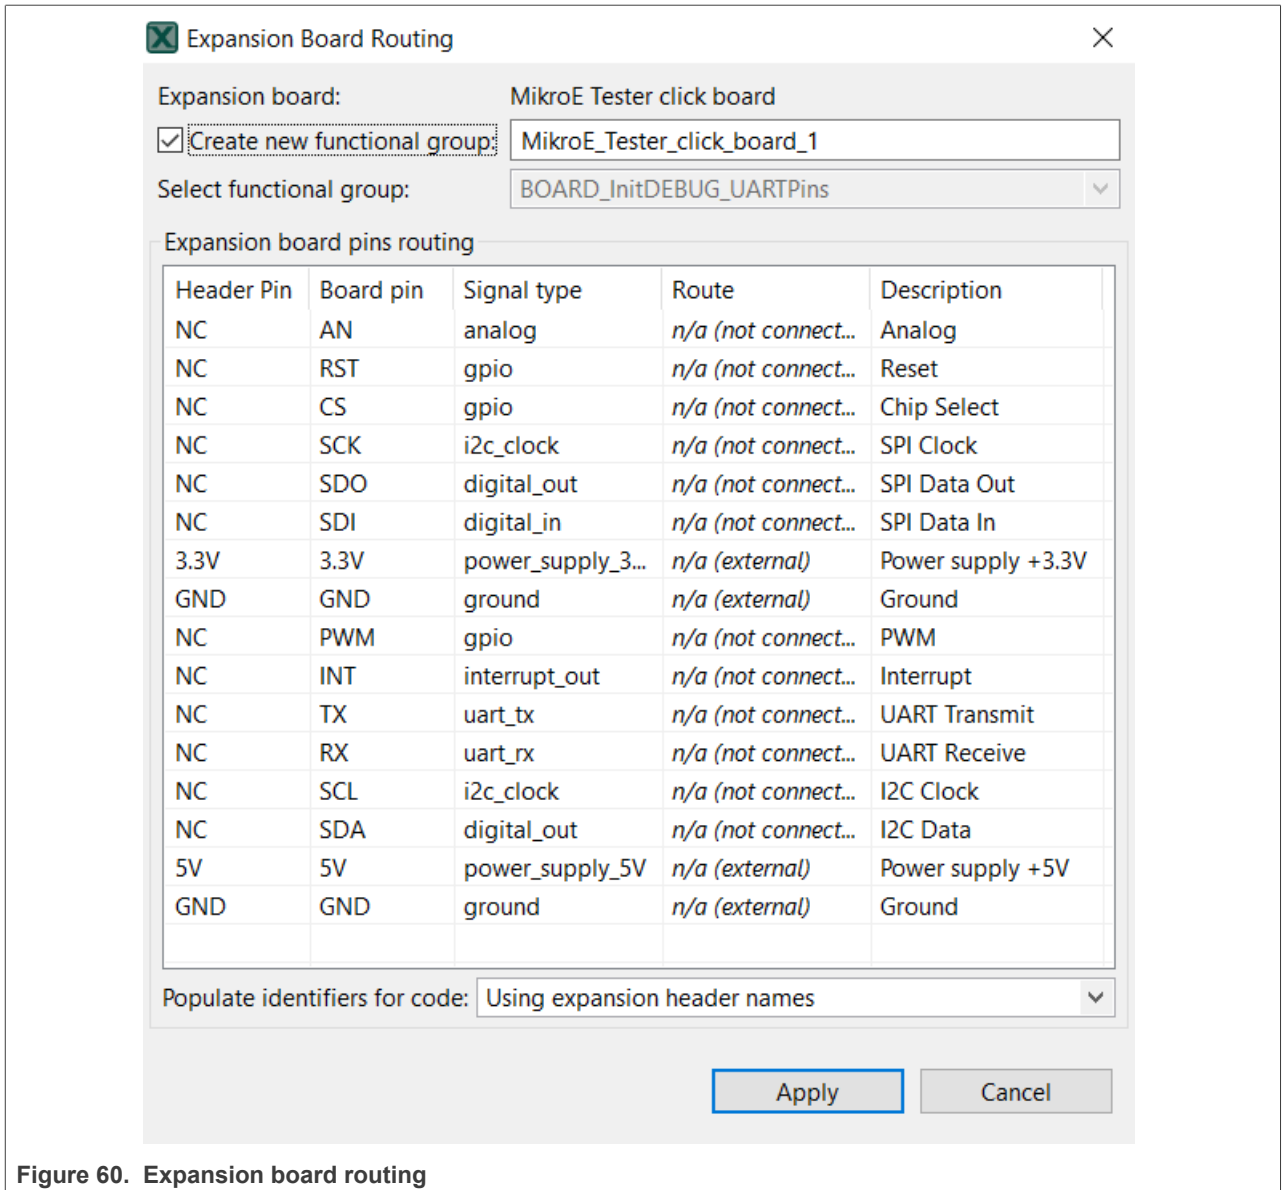 Expansion Board Routing
Expansion board: MikroE Tester click board
Create new functional group: MikroE_Tester_click_board_1
Select functional group: BOARD_InitDEBUG_UARTPins
Expansion board pins routing
Header Pin Board pin Signal type Route Description
NC AN analog n/a (not connect... Analog
NC RST gpio n/a (not connect... Reset
NC CS gpio n/a (not connect... Chip Select
NC SCK i2c_clock n/a (not connect... SPI Clock
NC SDO digital_out n/a (not connect... SPI Data Out
NC SDI digital_in n/a (not connect... SPI Data In
3.3V 3.3V power_supply_3... n/a (external) Power supply +3.3V
GND GND ground n/a (external) Ground
NC PWM gpio n/a (not connect... PWM
NC INT interrupt_out n/a (not connect... Interrupt
NC TX uart_tx n/a (not connect... UART Transmit
NC RX uart_rx n/a (not connect... UART Receive
NC SCL i2c_clock n/a (not connect... I2C Clock
NC SDA digital_out n/a (not connect... I2C Data
5V 5V power_supply_5V n/a (external) Power supply +5V
GND GND ground n/a (external) Ground
Populate identifiers for code: Using expansion header names
Apply Cancel
Figure 60. Expansion board routing